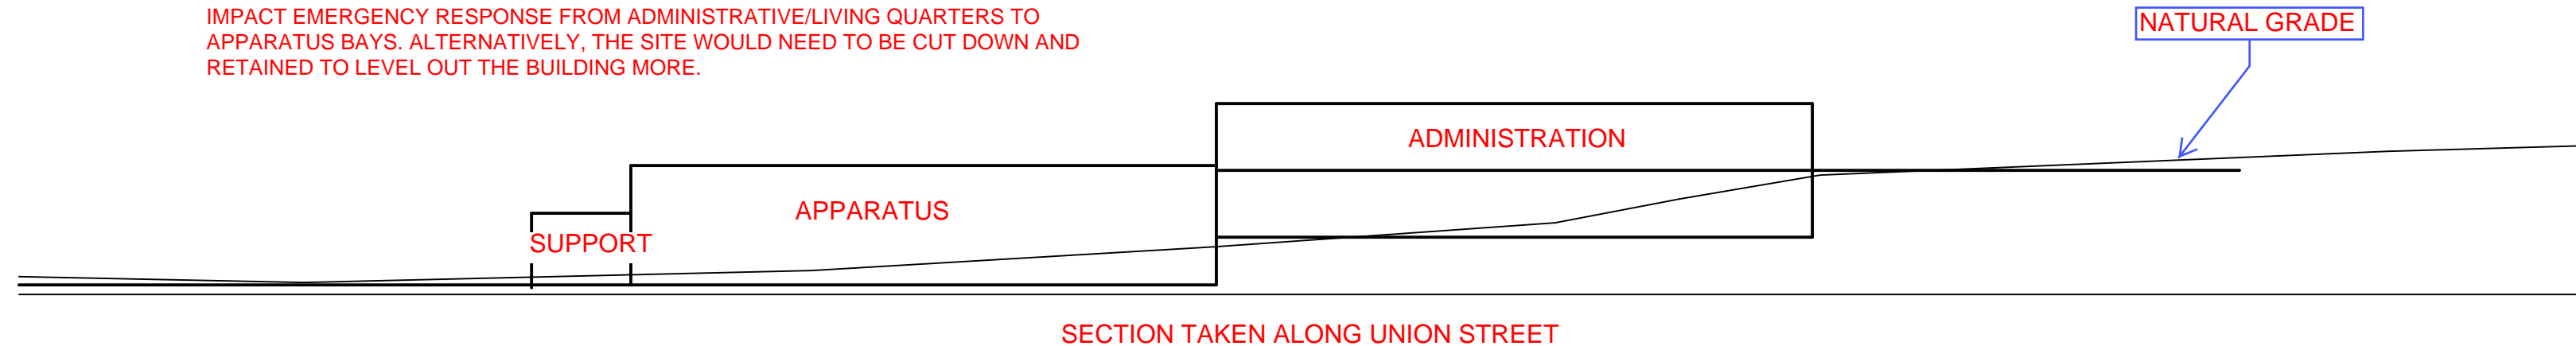 IMPACT EMERGENCY RESPONSE FROM ADMINISTRATIVE/LIVING QUARTERS TO
APPARATUS BAYS. ALTERNATIVELY, THE SITE WOULD NEED TO BE CUT DOWN AND
RETAINED TO LEVEL OUT THE BUILDING MORE.
NATURAL GRADE
ADMINISTRATION
APPARATUS
SUPPORT
SECTION TAKEN ALONG UNION STREET